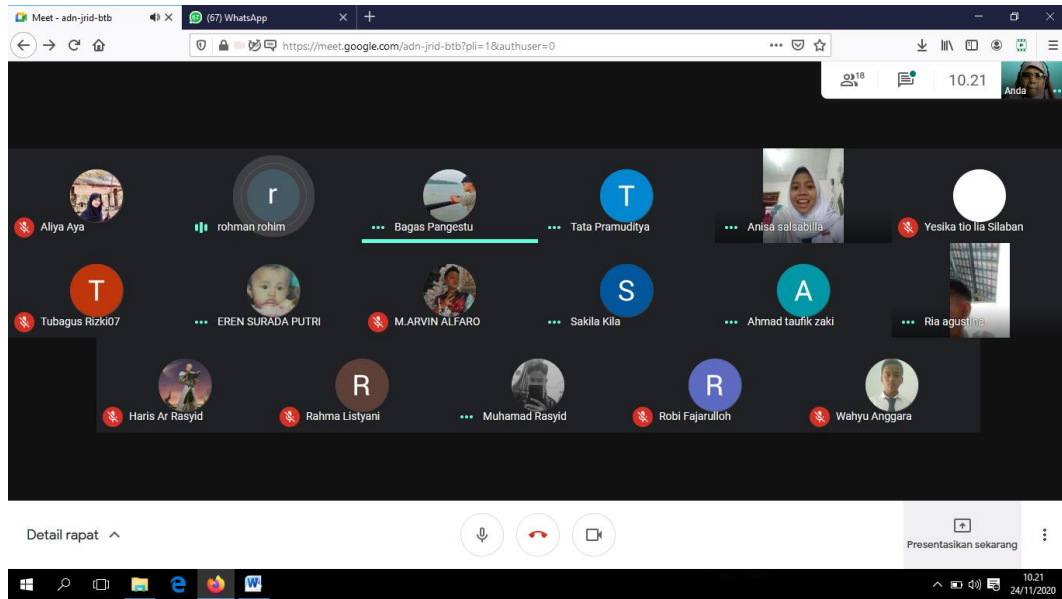 Meet - adn-jrid-btb
(67) WhatsApp
https://meet.google.com/adn-jrid-btb?pli=1&authuser=0
18
10.21
Anda
r
T
Aliya Aya
rohman rohim
Bagas Pangestu
Tata Pramuditya
Anisa salsabilla
Yesika tio lia Silaban
T
S
A
Tubagus Rizki07
EREN SURADA PUTRI
M.ARVIN ALFARO
Sakila Kila
Ahmad taufik zaki
Ria agustina
R
R
Haris Ar Rasyid
Rahma Listyani
Muhamad Rasyid
Robi Fajarulloh
Wahyu Anggara
Detail rapat
Presentasikan sekarang
10.21
24/11/2020